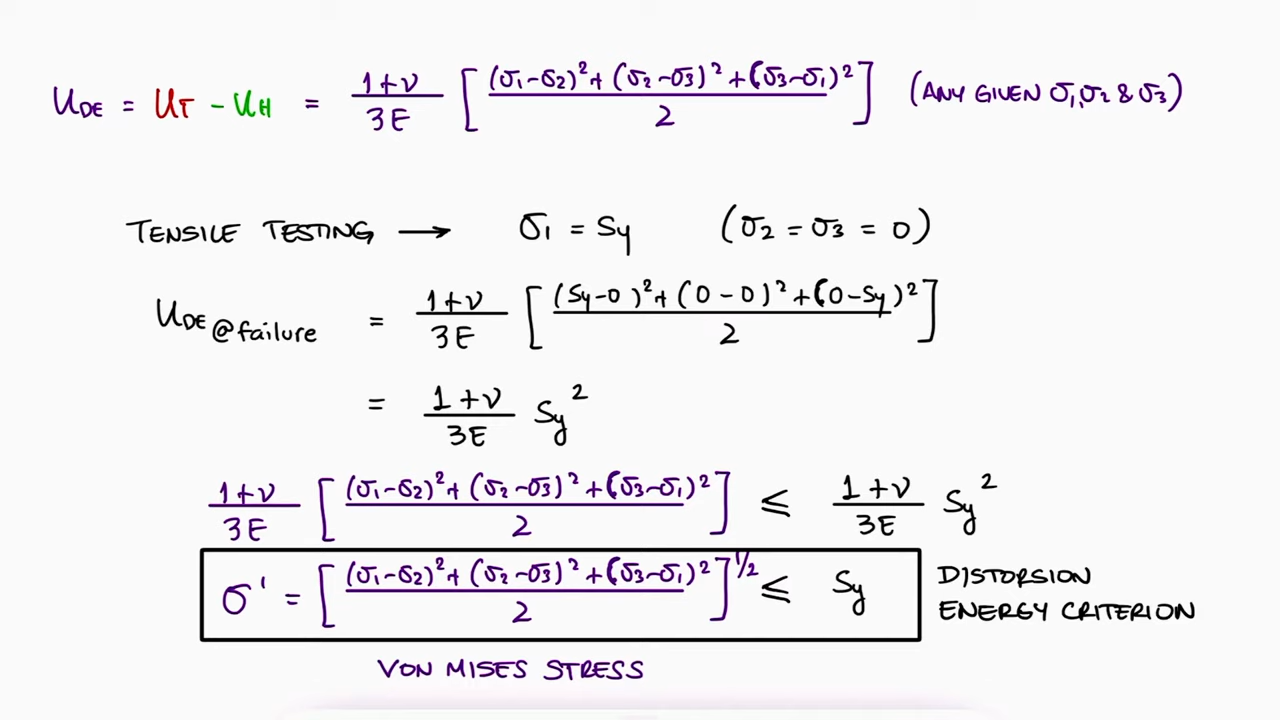 U_DE = U_T - U_H = 1+ν/3E [(σ1-σ2)²+(σ2-σ3)²+(σ3-σ1)²/2] (ANY GIVEN σ1,σ2 & σ3)
TENSILE TESTING → σ1 = Sy (σ2 = σ3 = 0)
U_DE @failure = 1+ν/3E [(Sy-0)²+(0-0)²+(0-Sy)²/2]
= 1+ν/3E Sy²
1+ν/3E [(σ1-σ2)²+(σ2-σ3)²+(σ3-σ1)²/2] ≤ 1+ν/3E Sy²
σ' = [(σ1-σ2)²+(σ2-σ3)²+(σ3-σ1)²/2]^1/2 ≤ Sy
DISTORSION
ENERGY CRITERION
VON MISES STRESS